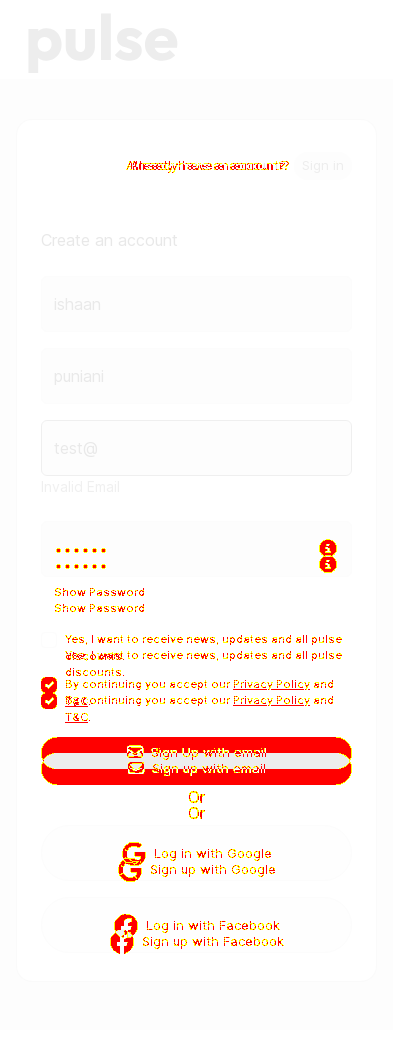 pulse
Already have an account? Sign in
Create an account
ishaan
puniani
test@
Invalid Email
••••••
••••••
Show Password
Show Password
Yes, I want to receive news, updates and all pulse
discounts.
Yes, I want to receive news, updates and all pulse
discounts.
By continuing you accept our Privacy Policy and
T&C.
By continuing you accept our Privacy Policy and
T&C.
Sign Up with email
Sign up with email
Or
Or
Log in with Google
Sign up with Google
Log in with Facebook
Sign up with Facebook